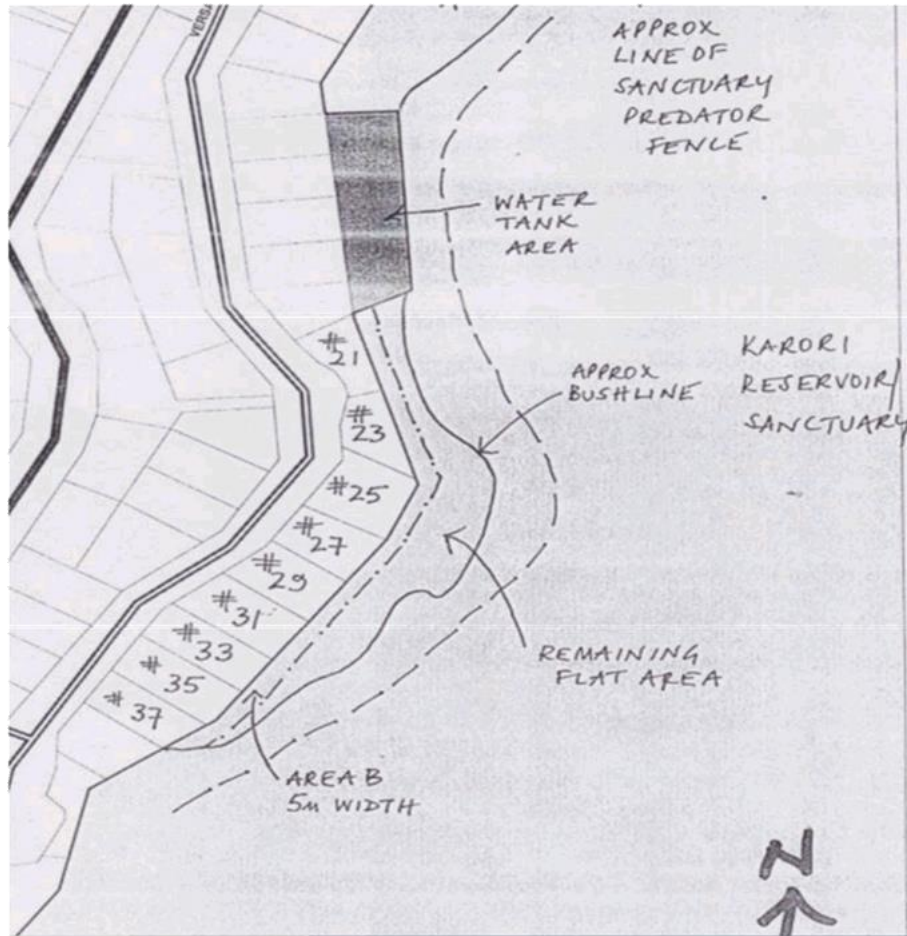 VERSA
APPROX
LINE OF
SANCTUARY
PREDATOR
FENCE
WATER
TANK
AREA
#21
KARORI
RESERVOIR/
SANCTUARY
APPROX
BUSHLINE
#23
#25
#27
#29
#31
#33
#35
#37
REMAINING
FLAT AREA
AREA B
5m WIDTH
N